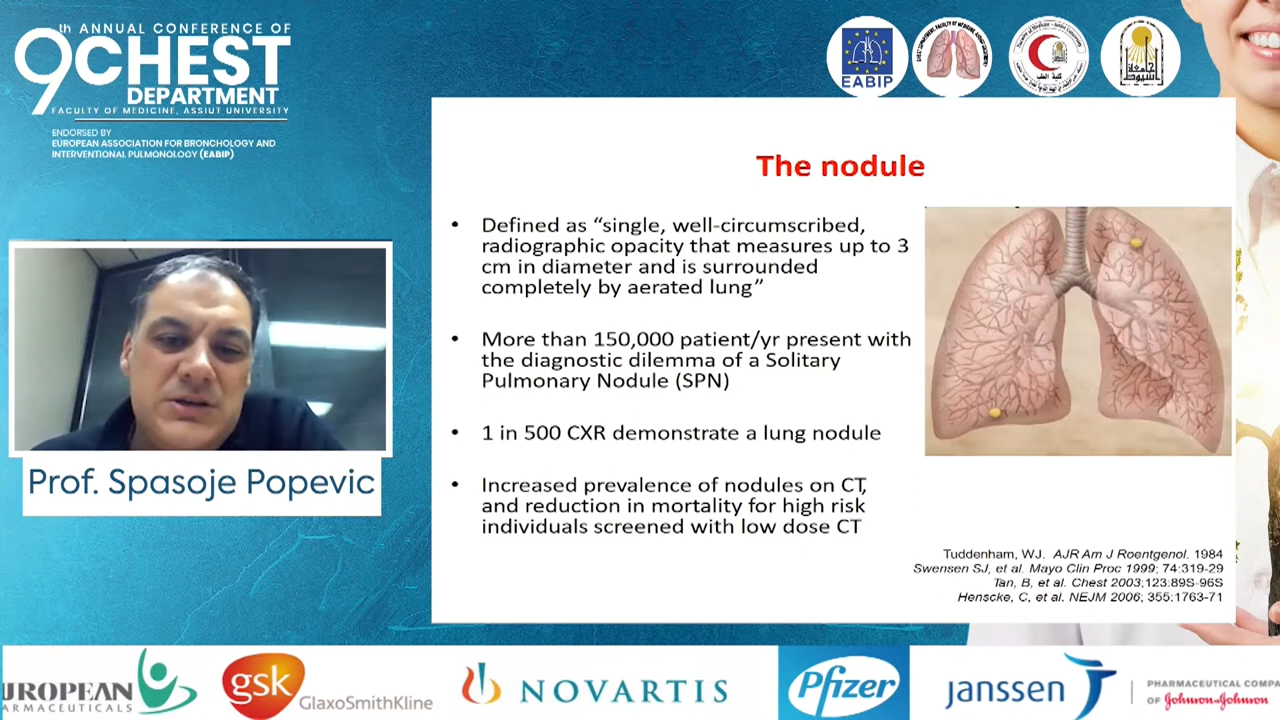 9th ANNUAL CONFERENCE OF
CHEST
DEPARTMENT
FACULTY OF MEDICINE, ASSIUT UNIVERSITY
ENDORSED BY
EUROPEAN ASSOCIATION FOR BRONCHOLOGY AND
INTERVENTIONAL PULMONOLOGY (EABIP)
EABIP
كلية الطب
The nodule
• Defined as “single, well-circumscribed,
radiographic opacity that measures up to 3
cm in diameter and is surrounded
completely by aerated lung”
• More than 150,000 patient/yr present with
the diagnostic dilemma of a Solitary
Pulmonary Nodule (SPN)
• 1 in 500 CXR demonstrate a lung nodule
• Increased prevalence of nodules on CT,
and reduction in mortality for high risk
individuals screened with low dose CT
Tuddenham, WJ. AJR Am J Roentgenol. 1984
Swensen SJ, et al. Mayo Clin Proc 1999; 74:319-29
Tan, B, et al. Chest 2003;123:89S-96S
Henscke, C, et al. NEJM 2006; 355:1763-71
Prof. Spasoje Popevic
UROPEAN
ARMACEUTICALS
gsk
GlaxoSmithKline
NOVARTIS
Pfizer
janssen
PHARMACEUTICAL COMPA
OF Johnson & Johnson